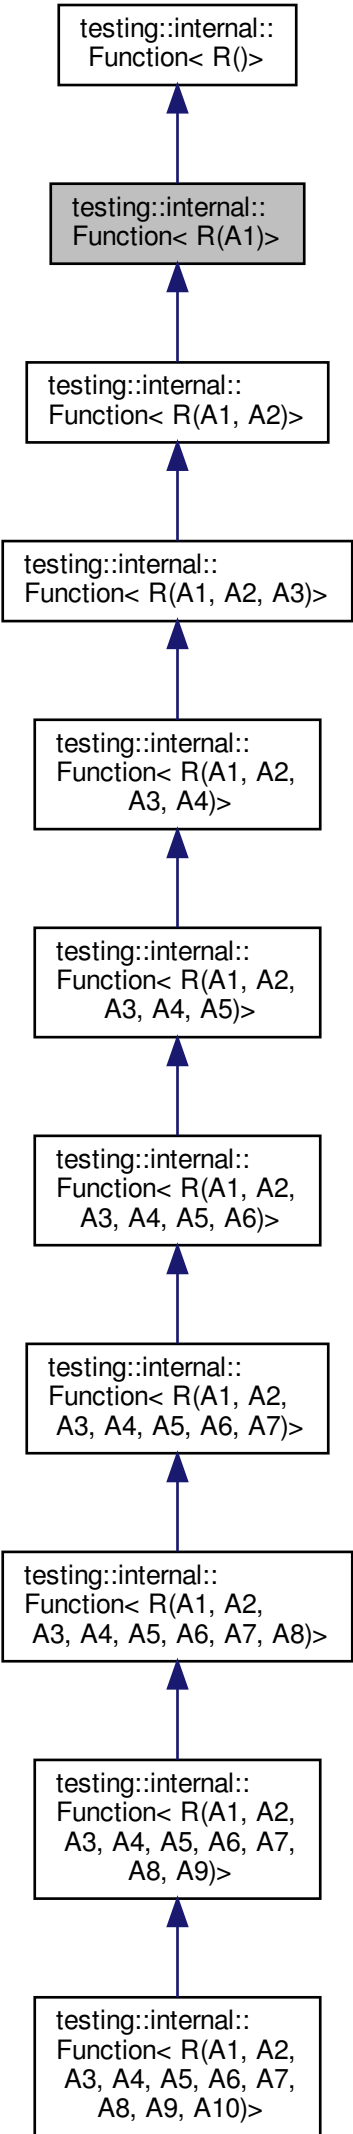 testing::internal::
Function< R()>
testing::internal::
Function< R(A1)>
testing::internal::
Function< R(A1, A2)>
testing::internal::
Function< R(A1, A2, A3)>
testing::internal::
Function< R(A1, A2,
A3, A4)>
testing::internal::
Function< R(A1, A2,
A3, A4, A5)>
testing::internal::
Function< R(A1, A2,
A3, A4, A5, A6)>
testing::internal::
Function< R(A1, A2,
A3, A4, A5, A6, A7)>
testing::internal::
Function< R(A1, A2,
A3, A4, A5, A6, A7, A8)>
testing::internal::
Function< R(A1, A2,
A3, A4, A5, A6, A7,
A8, A9)>
testing::internal::
Function< R(A1, A2,
A3, A4, A5, A6, A7,
A8, A9, A10)>